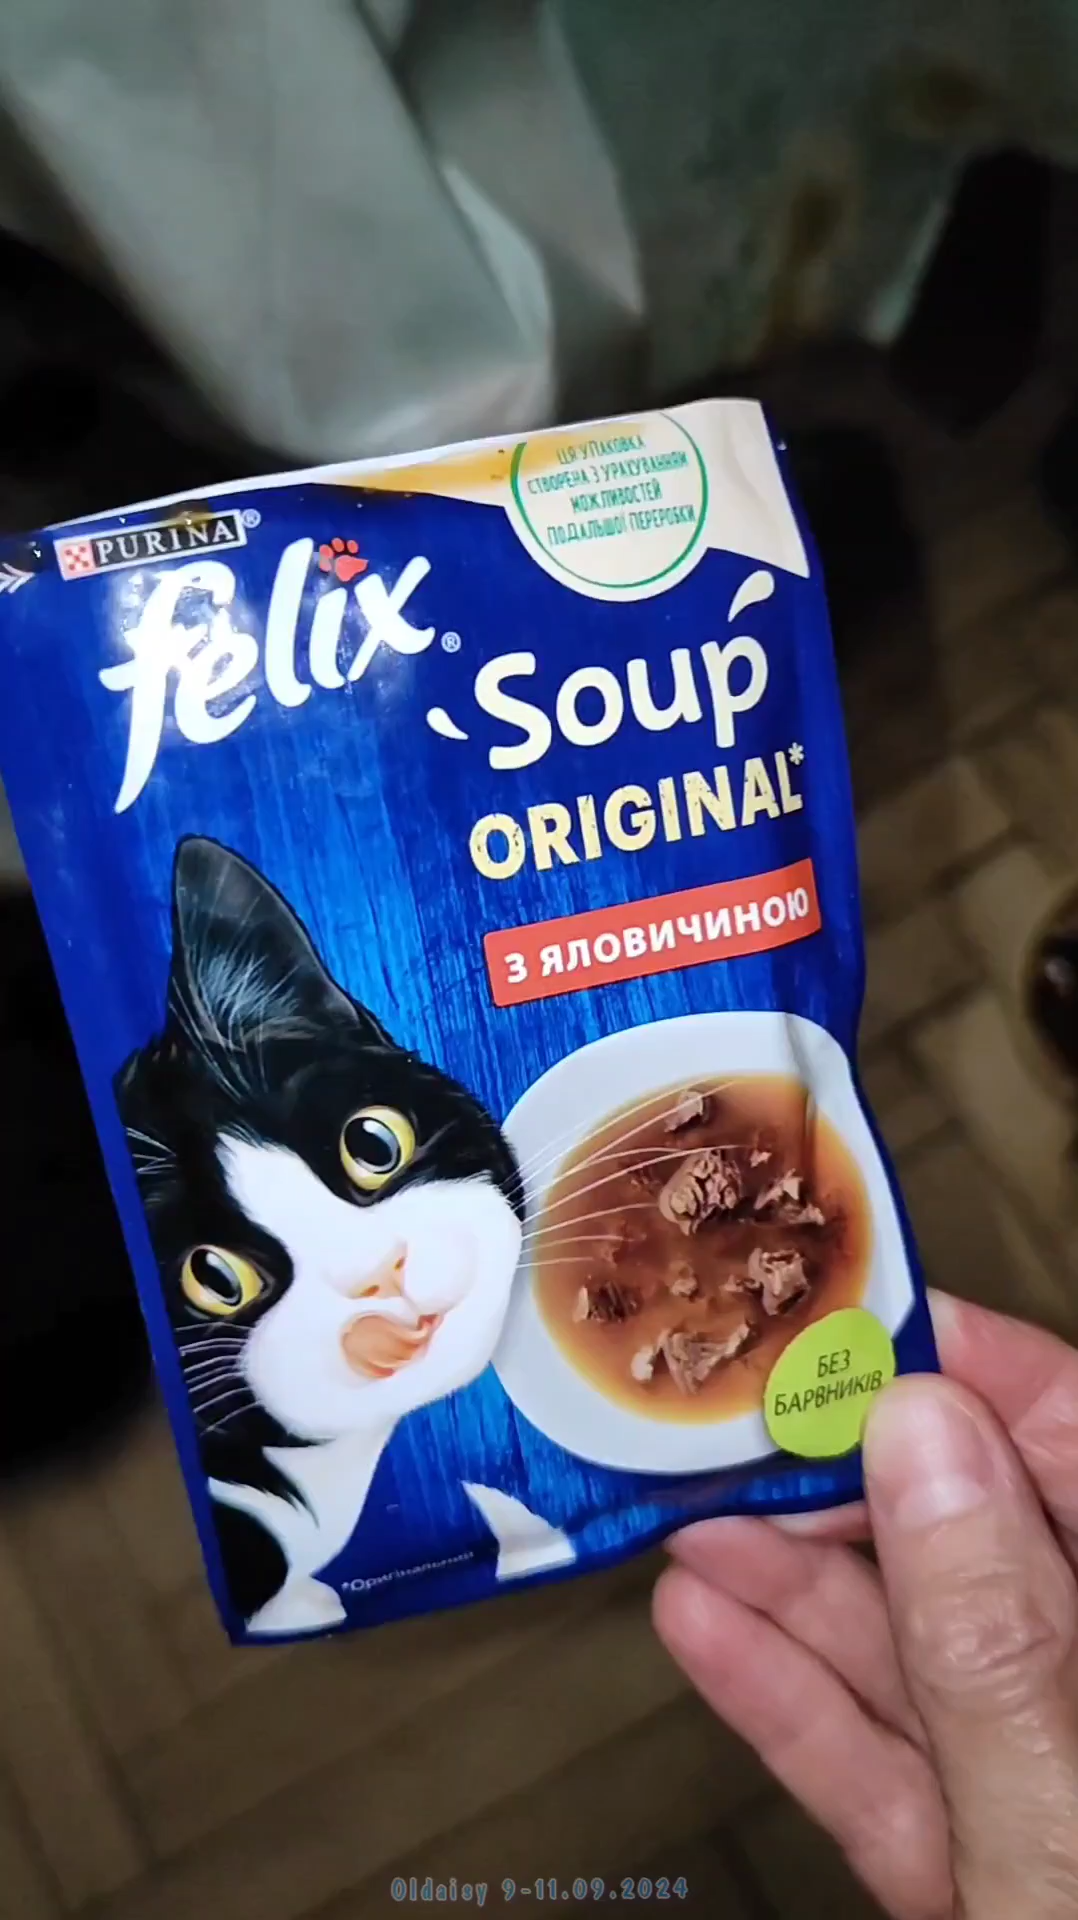 ЦЯ УПАКОВКА
СТВОРЕНА З УРАХУВАННЯМ
МОЖЛИВОСТЕЙ
ПОДАЛЬШОЇ ПЕРЕРОБКИ
PURINA®
felix®
Soup
ORIGINAL*
З ЯЛОВИЧИНОЮ
БЕЗ
БАРВНИКІВ
*Оригінальний
Oldaisy 9-11.09.2024